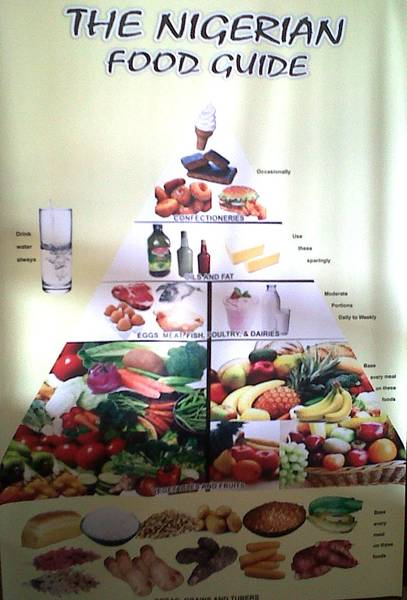 THE NIGERIAN
FOOD GUIDE
Occasionally
CONFECTIONERIES
Drink
water
always
Use
these
sparingly
OILS AND FAT
Moderate
Portions
Daily to Weekly
EGGS, MEAT, FISH, POULTRY, & DAIRIES
Base
every meal
on these
foods
VEGETABLES AND FRUITS
Base
every
meal
on these
foods
BREAD, GRAINS AND TUBERS